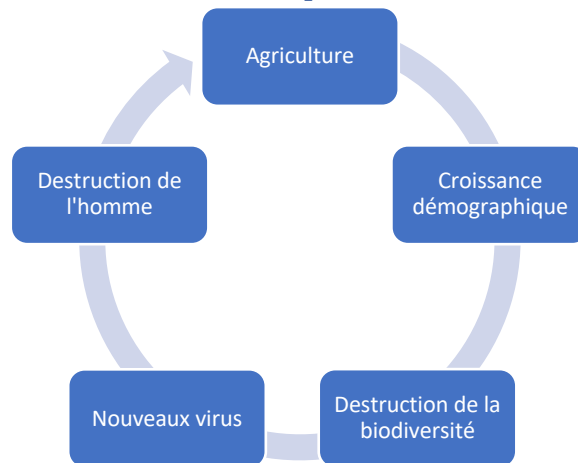 Agriculture
Croissance
démographique
Destruction de la
biodiversité
Nouveaux virus
Destruction de
l'homme